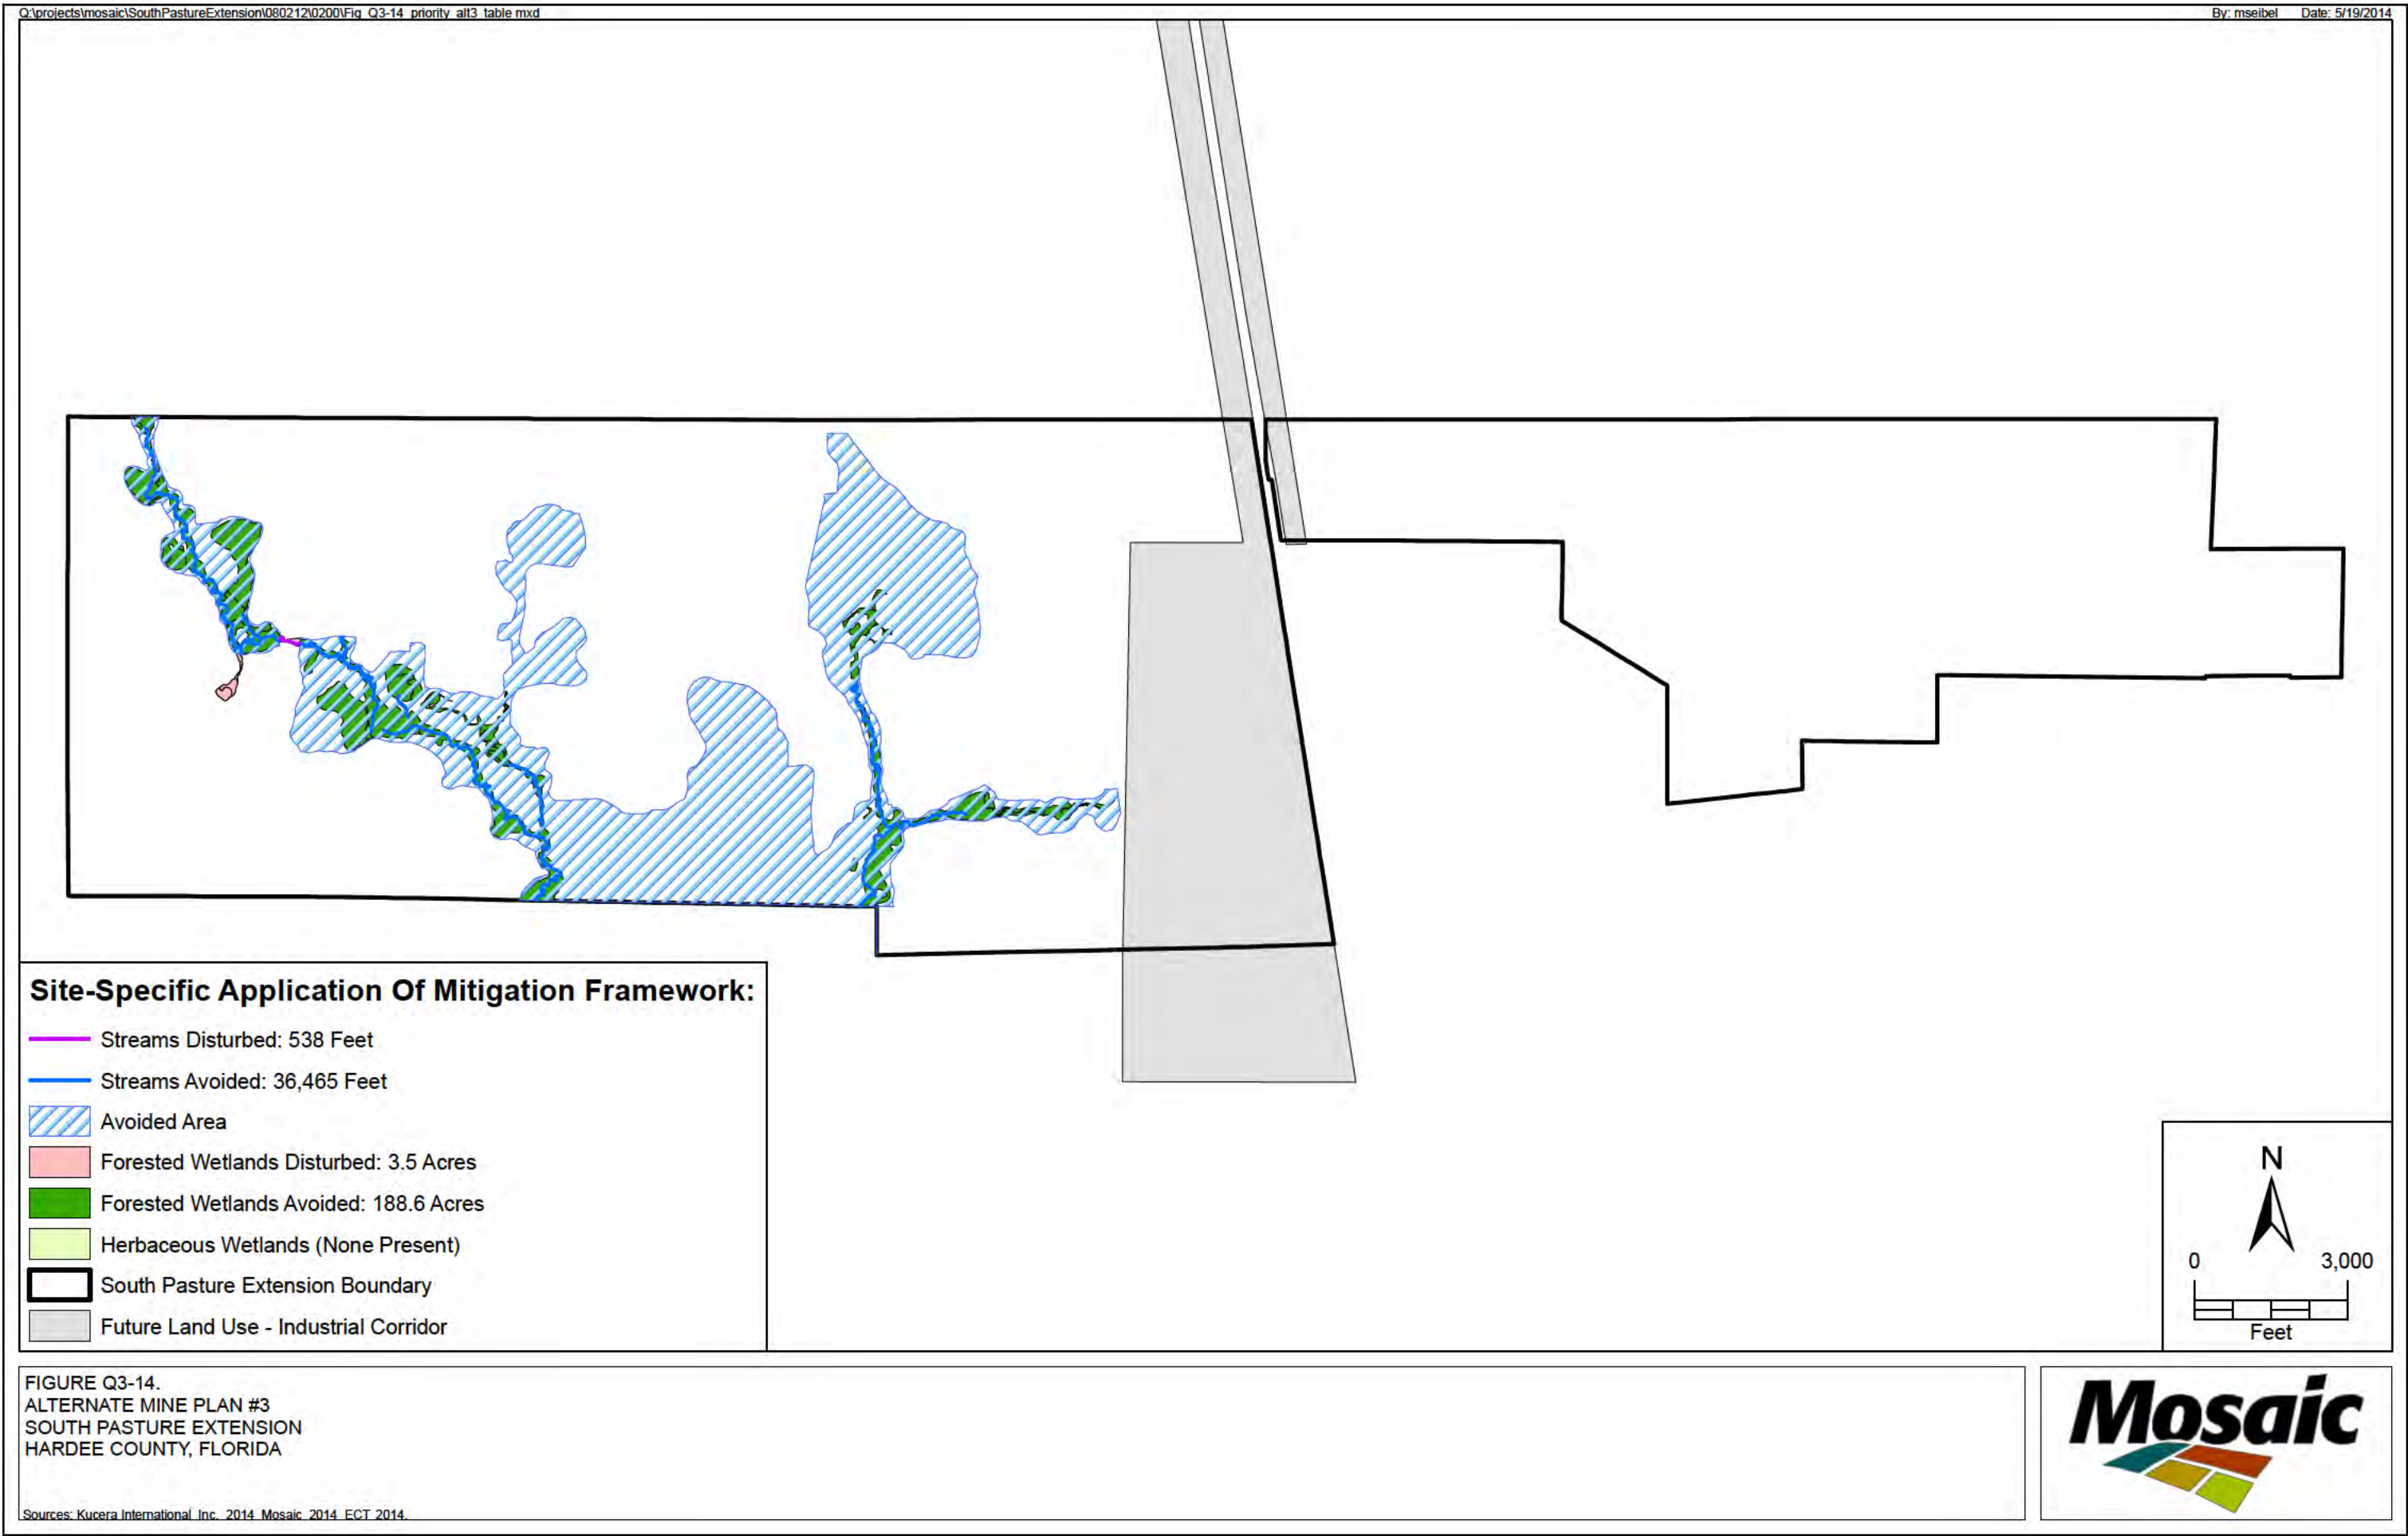 Q:\projects\mosaic\SouthPastureExtension\080212\0200\Fig_Q3-14_priority_alt3_table mxd
By: mseibel Date: 5/19/2014
Site-Specific Application Of Mitigation Framework:
Streams Disturbed: 538 Feet
Streams Avoided: 36,465 Feet
Avoided Area
Forested Wetlands Disturbed: 3.5 Acres
Forested Wetlands Avoided: 188.6 Acres
Herbaceous Wetlands (None Present)
South Pasture Extension Boundary
Future Land Use - Industrial Corridor
N
0 3,000
Feet
FIGURE Q3-14.
ALTERNATE MINE PLAN #3
SOUTH PASTURE EXTENSION
HARDEE COUNTY, FLORIDA
Sources: Kucera International Inc. 2014 Mosaic 2014 ECT 2014.
Mosaic